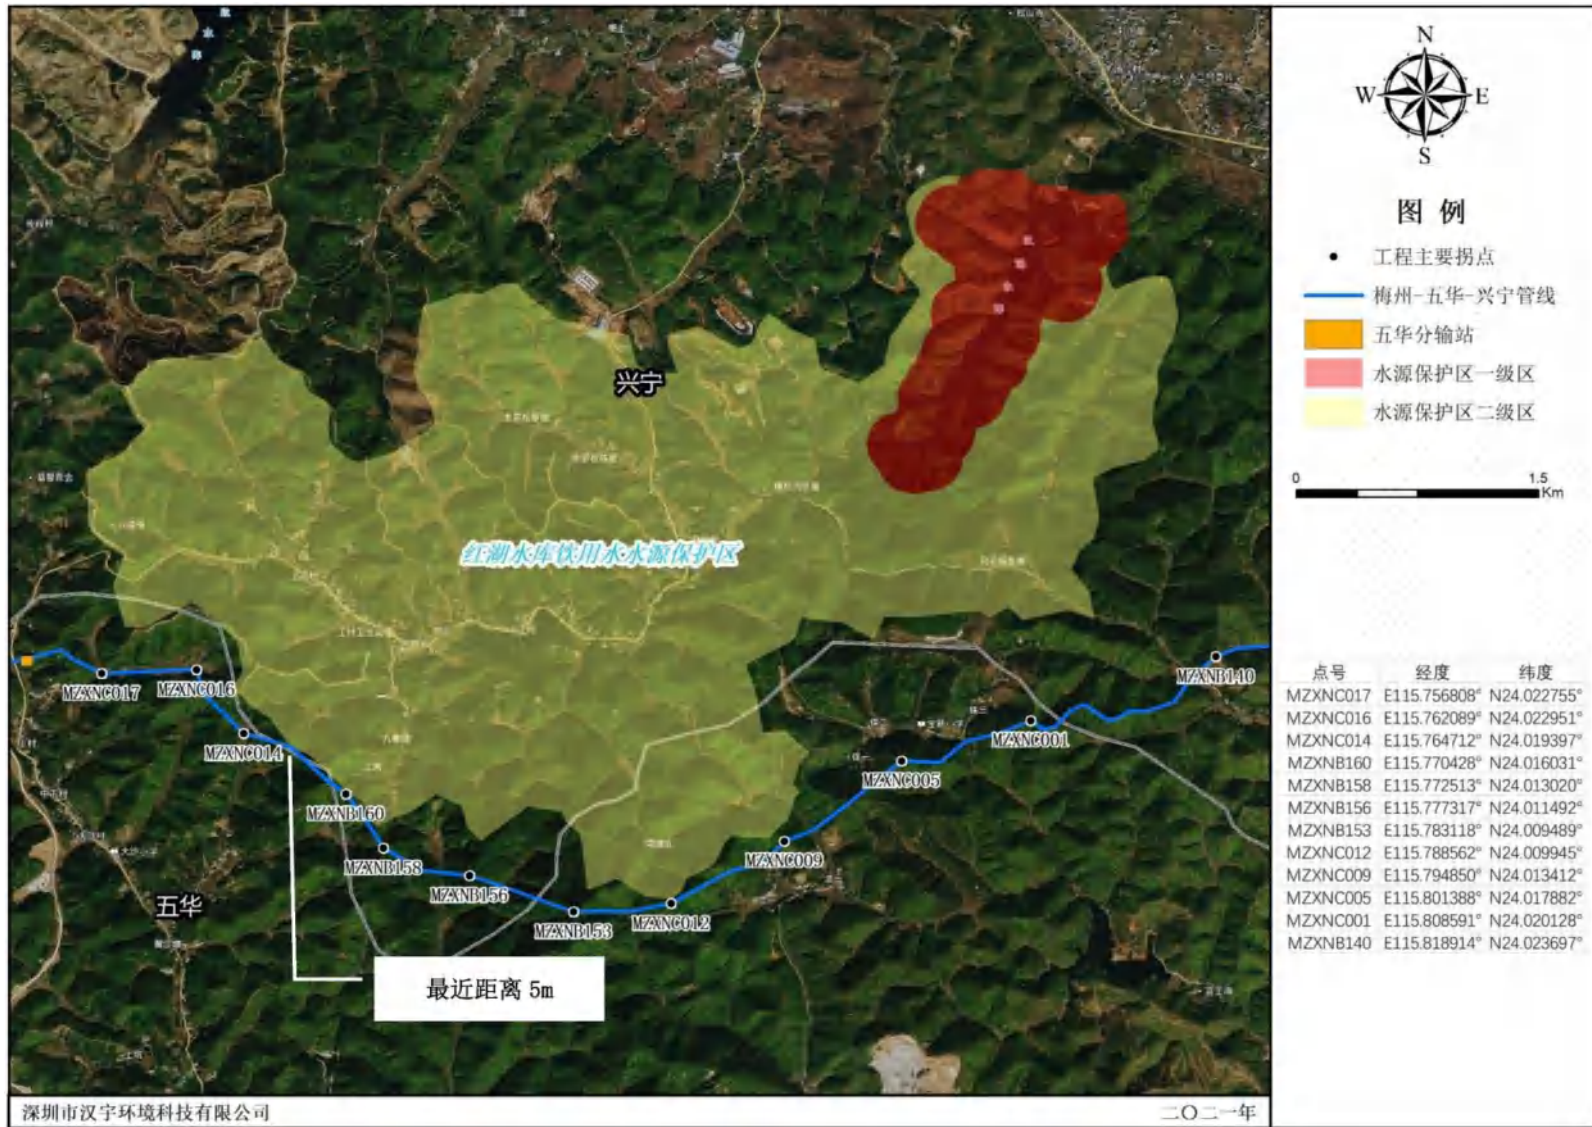 兴宁
红湖水库饮用水水源保护区
MZXNC017
MZXNC016
MZXNC014
MZXNB160
MZXNB158
MZXNB156
MZXNB153
MZXNC012
MZXNC009
MZXNC005
MZXNC001
MZXNB140
五华
最近距离 5m
深圳市汉宇环境科技有限公司
二〇二一年
N
W E
S
图 例
工程主要拐点
梅州-五华-兴宁管线
五华分输站
水源保护区一级区
水源保护区二级区
0 1.5
Km
点号 经度 纬度
MZXNC017 E115.756808° N24.022755°
MZXNC016 E115.762089° N24.022951°
MZXNC014 E115.764712° N24.019397°
MZXNB160 E115.770428° N24.016031°
MZXNB158 E115.772513° N24.013020°
MZXNB156 E115.777317° N24.011492°
MZXNB153 E115.783118° N24.009489°
MZXNC012 E115.788562° N24.009945°
MZXNC009 E115.794850° N24.013412°
MZXNC005 E115.801388° N24.017882°
MZXNC001 E115.808591° N24.020128°
MZXNB140 E115.818914° N24.023697°